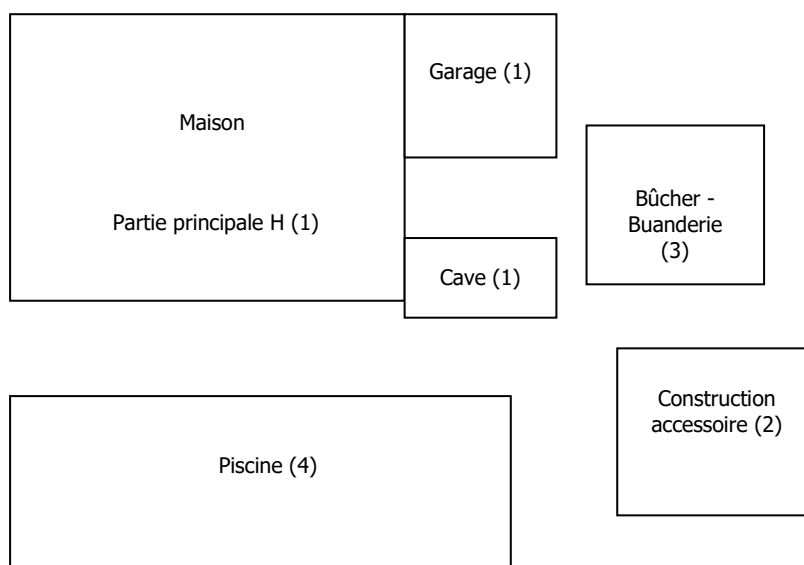 Maison
Partie principale H (1)
Garage (1)
Cave (1)
Bûcher -
Buanderie
(3)
Construction
accessoire (2)
Piscine (4)